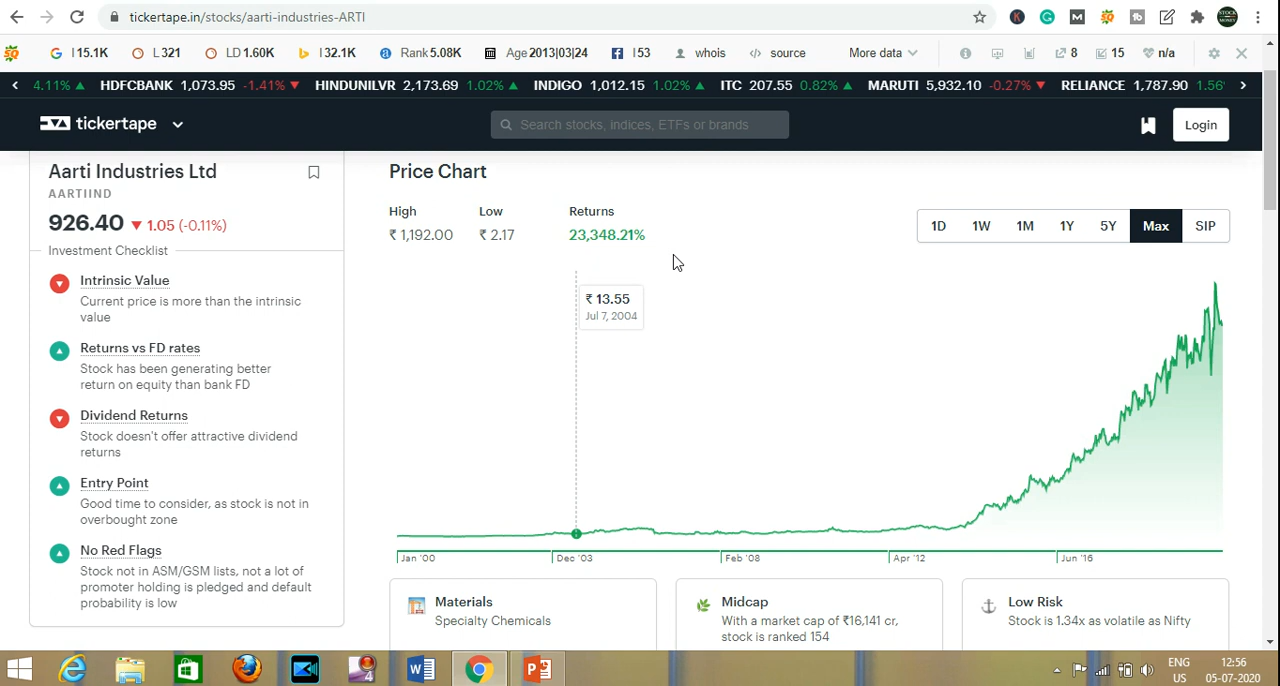 tickertape.in/stocks/aarti-industries-ARTI
I 15.1K L 321 LD 1.60K I 32.1K Rank 5.08K Age 2013|03|24 I 53 whois source More data 8 15 n/a
4.11% ▲ HDFCBANK 1,073.95 -1.41% ▼ HINDUNILVR 2,173.69 1.02% ▲ INDIGO 1,012.15 1.02% ▲ ITC 207.55 0.82% ▲ MARUTI 5,932.10 -0.27% ▼ RELIANCE 1,787.90 1.56
tickertape
Search stocks, indices, ETFs or brands
Login
Aarti Industries Ltd
AARTIIND
926.40 ▼ 1.05 (-0.11%)
Investment Checklist
Intrinsic Value
Current price is more than the intrinsic
value
Returns vs FD rates
Stock has been generating better
return on equity than bank FD
Dividend Returns
Stock doesn't offer attractive dividend
returns
Entry Point
Good time to consider, as stock is not in
overbought zone
No Red Flags
Stock not in ASM/GSM lists, not a lot of
promoter holding is pledged and default
probability is low
Price Chart
High Low Returns
₹ 1,192.00 ₹ 2.17 23,348.21%
1D 1W 1M 1Y 5Y Max SIP
₹ 13.55
Jul 7, 2004
Jan '00 Dec '03 Feb '08 Apr '12 Jun '16
Materials
Specialty Chemicals
Midcap
With a market cap of ₹16,141 cr,
stock is ranked 154
Low Risk
Stock is 1.34x as volatile as Nifty
ENG
US
12:56
05-07-2020